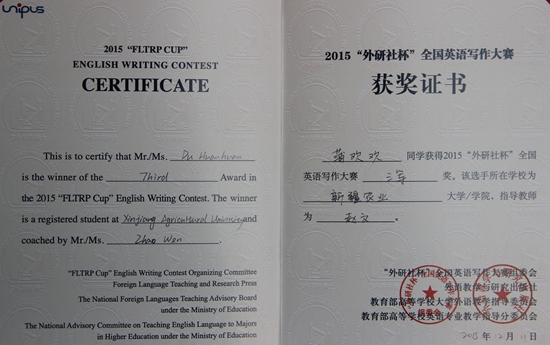 unipus
2015 "FLTRP CUP"
ENGLISH WRITING CONTEST
CERTIFICATE
This is to certify that Mr./Ms. Pu Huanhuan
is the winner of the Third Award in
the 2015 "FLTRP CUP" English Writing Contest. The winner
is a registered student at Xinjiang Agricultural University and
coached by Mr./Ms. Zhao Wen.
"FLTRP Cup" English Writing Contest Organizing Committee
Foreign Language Teaching and Research Press
The National Foreign Languages Teaching Advisory Board
under the Ministry of Education
The National Advisory Committee on Teaching English Language to Majors
in Higher Education under the Ministry of Education
2015 “外研社杯” 全国英语写作大赛
获奖证书
蒲欢欢 同学获得2015 “外研社杯” 全国
英语写作大赛 三等 奖。该选手所在学校为
新疆农业 大学/学院,指导教师
为 赵文。
“外研社杯”全国英语写作大赛组委会
外语教学与研究出版社
教育部高等学校大学外语教学指导委员会
教育部高等学校英语专业教学指导分委员会
2015 年 12 月 日